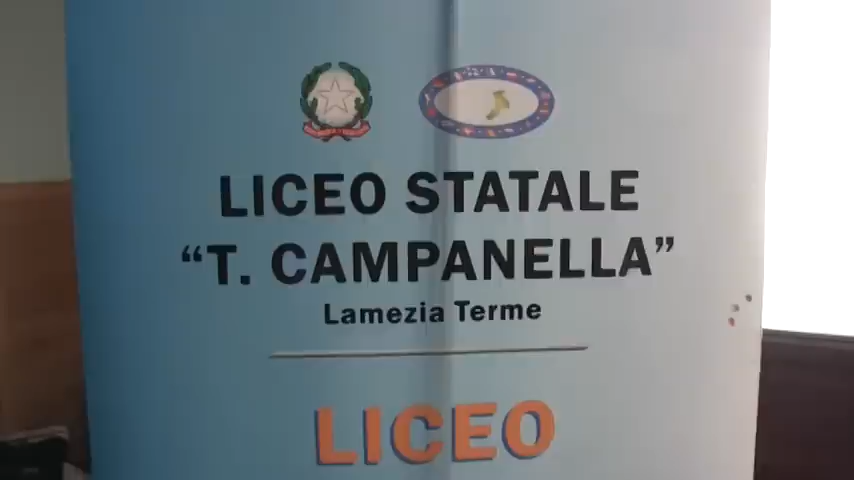 LICEO STATALE
“T. CAMPANELLA”
Lamezia Terme
LICEO